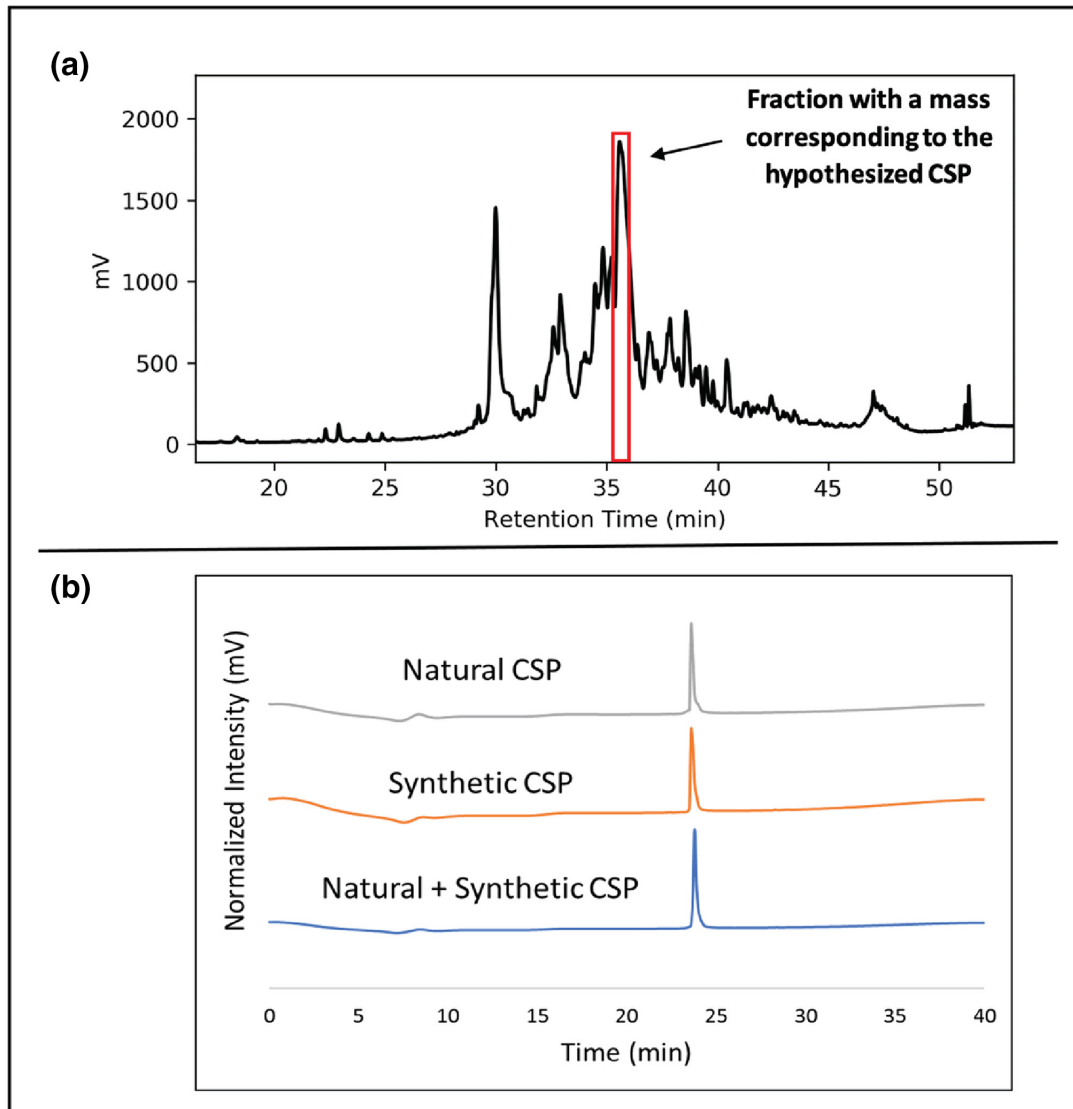 (a)
Fraction with a mass
corresponding to the
hypothesized CSP
2000
1500
1000
500
0
mV
20 25 30 35 40 45 50
Retention Time (min)
(b)
Normalized Intensity (mV)
Natural CSP
Synthetic CSP
Natural + Synthetic CSP
0 5 10 15 20 25 30 35 40
Time (min)